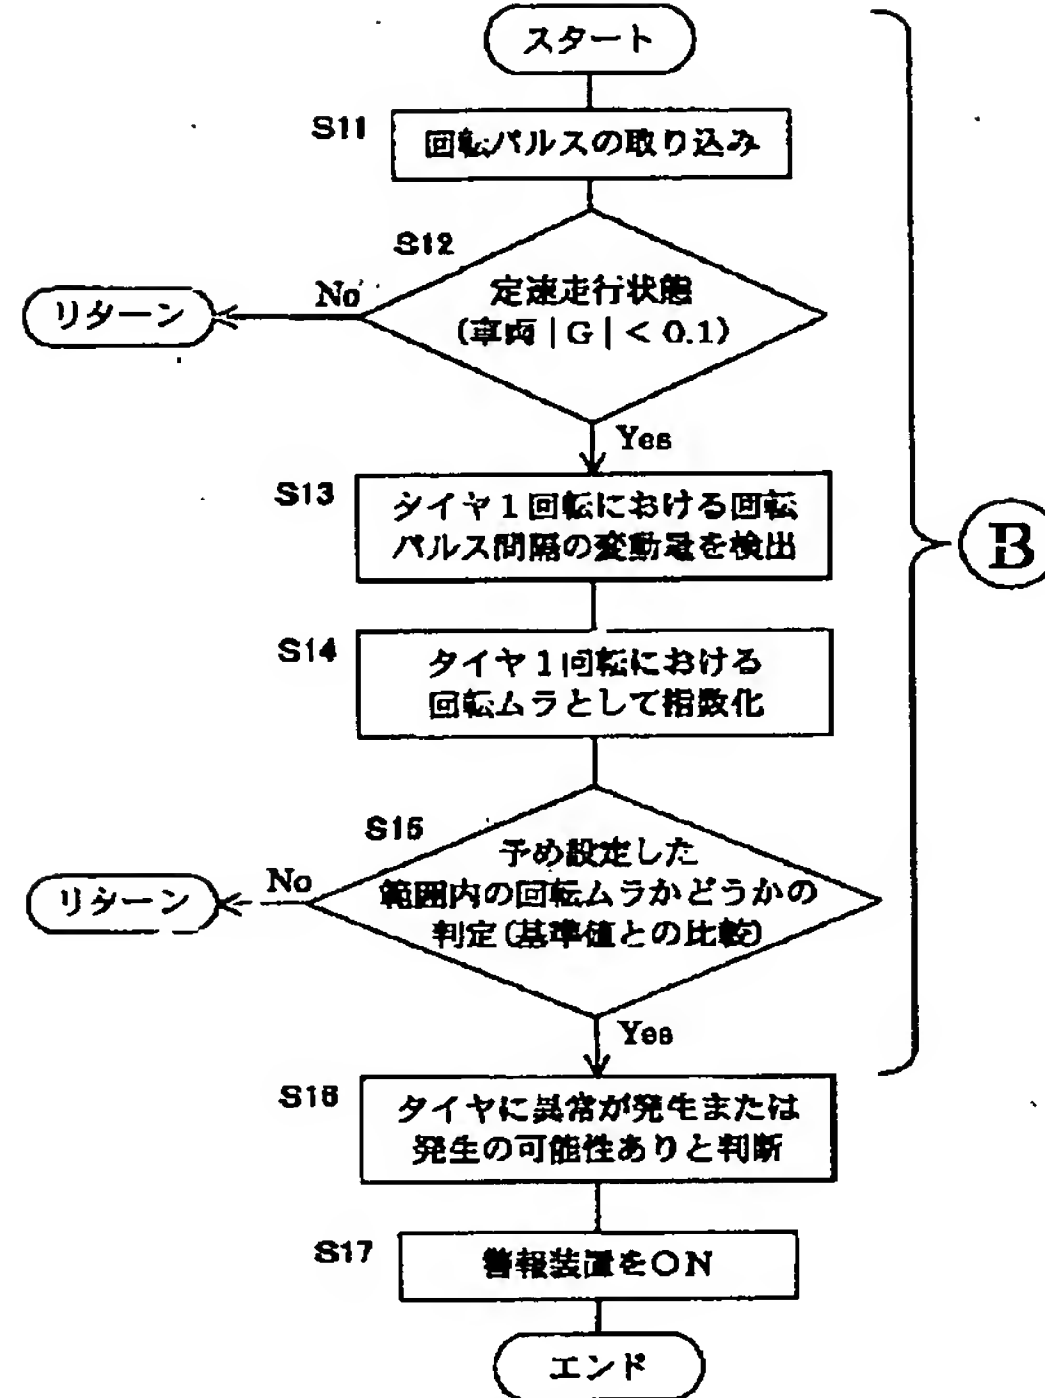 スタート
S11
回転パルスの取り込み
S12
定速走行状態
(車両|G|<0.1)
No
リターン
Yes
S13
タイヤ1回転における回転
パルス間隔の変動量を検出
B
S14
タイヤ1回転における
回転ムラとして指数化
S15
予め設定した
範囲内の回転ムラかどうかの
判定(基準値との比較)
No
リターン
Yes
S16
タイヤに異常が発生または
発生の可能性ありと判断
S17
警報装置をON
エンド